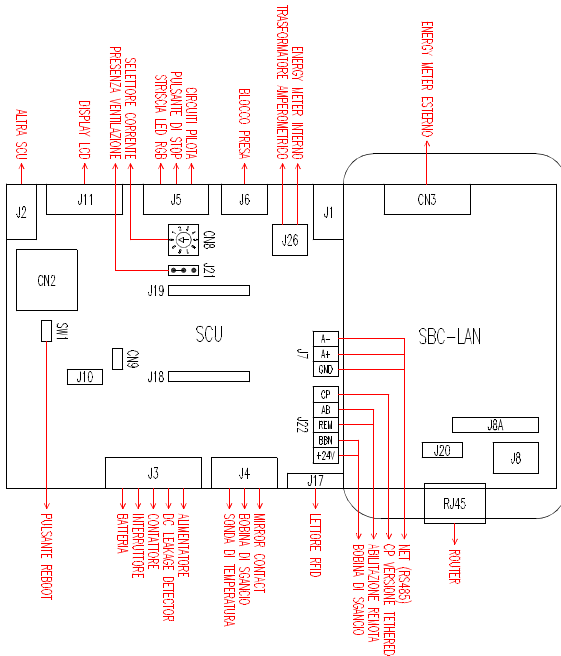 ALTRA SCU
DISPLAY LCD
PRESENZA VENTILAZIONE
SELETTORE CORRENTE
STRISCIA LED RGB
PULSANTE DI STOP
CIRCUITI PILOTA
BLOCCO PRESA
TRASFORMATORE AMPEROMETRICO
ENERGY METER INTERNO
ENERGY METER ESTERNO
J2
J11
J5
J6
J1
CN3
CN8
J26
J21
CN2
J19
SW1
SCU
SBC-LAN
CN9
J10
J18
J7
A-
A+
GND
J22
CP
AB
REM
BBN
+24V
J8A
J20
J8
J3
J4
J17
RJ45
PULSANTE REBOOT
BATTERIA
INTERRUTTORE
CONTATTORE
DC LEAKAGE DETECTOR
ALIMENTATORE
SONDA DI TEMPERATURA
BOBINA DI SGANCIO
MIRROR CONTACT
LETTORE RFID
BOBINA DI SGANCIO
ABILITAZIONE REMOTA
CP VERSIONE TETHERED
NET (RS485)
ROUTER